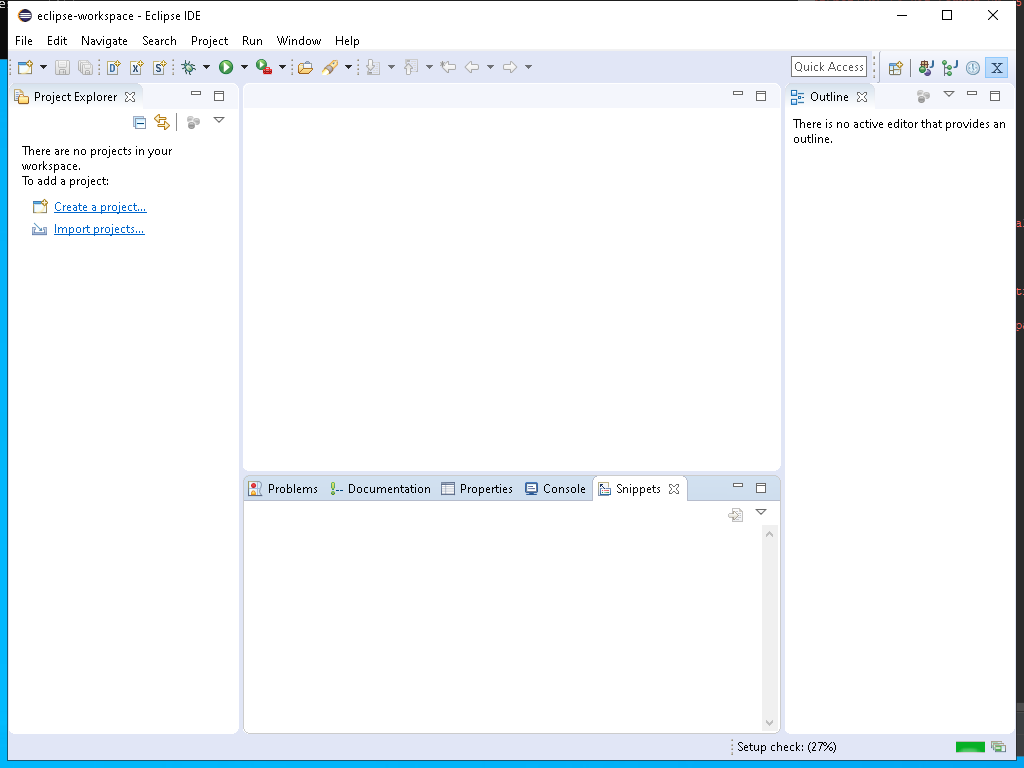 eclipse-workspace - Eclipse IDE
File Edit Navigate Search Project Run Window Help
Quick Access
Project Explorer
Outline
There are no projects in your
workspace.
To add a project:
Create a project...
Import projects...
There is no active editor that provides an
outline.
Problems Documentation Properties Console Snippets
Setup check: (27%)